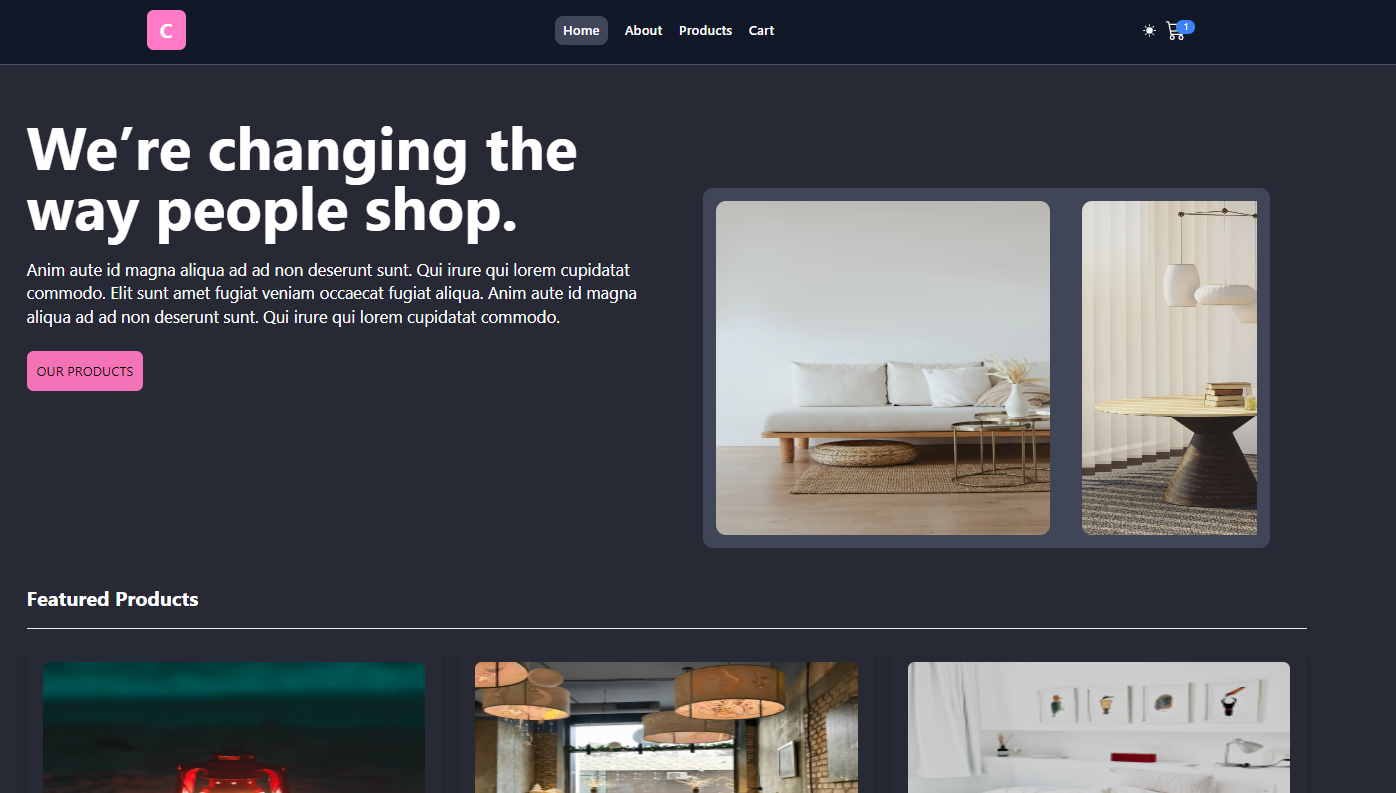 C
Home About Products Cart
1
We’re changing the
way people shop.
Anim aute id magna aliqua ad ad non deserunt sunt. Qui irure qui lorem cupidatat
commodo. Elit sunt amet fugiat veniam occaecat fugiat aliqua. Anim aute id magna
aliqua ad ad non deserunt sunt. Qui irure qui lorem cupidatat commodo.
OUR PRODUCTS
Featured Products